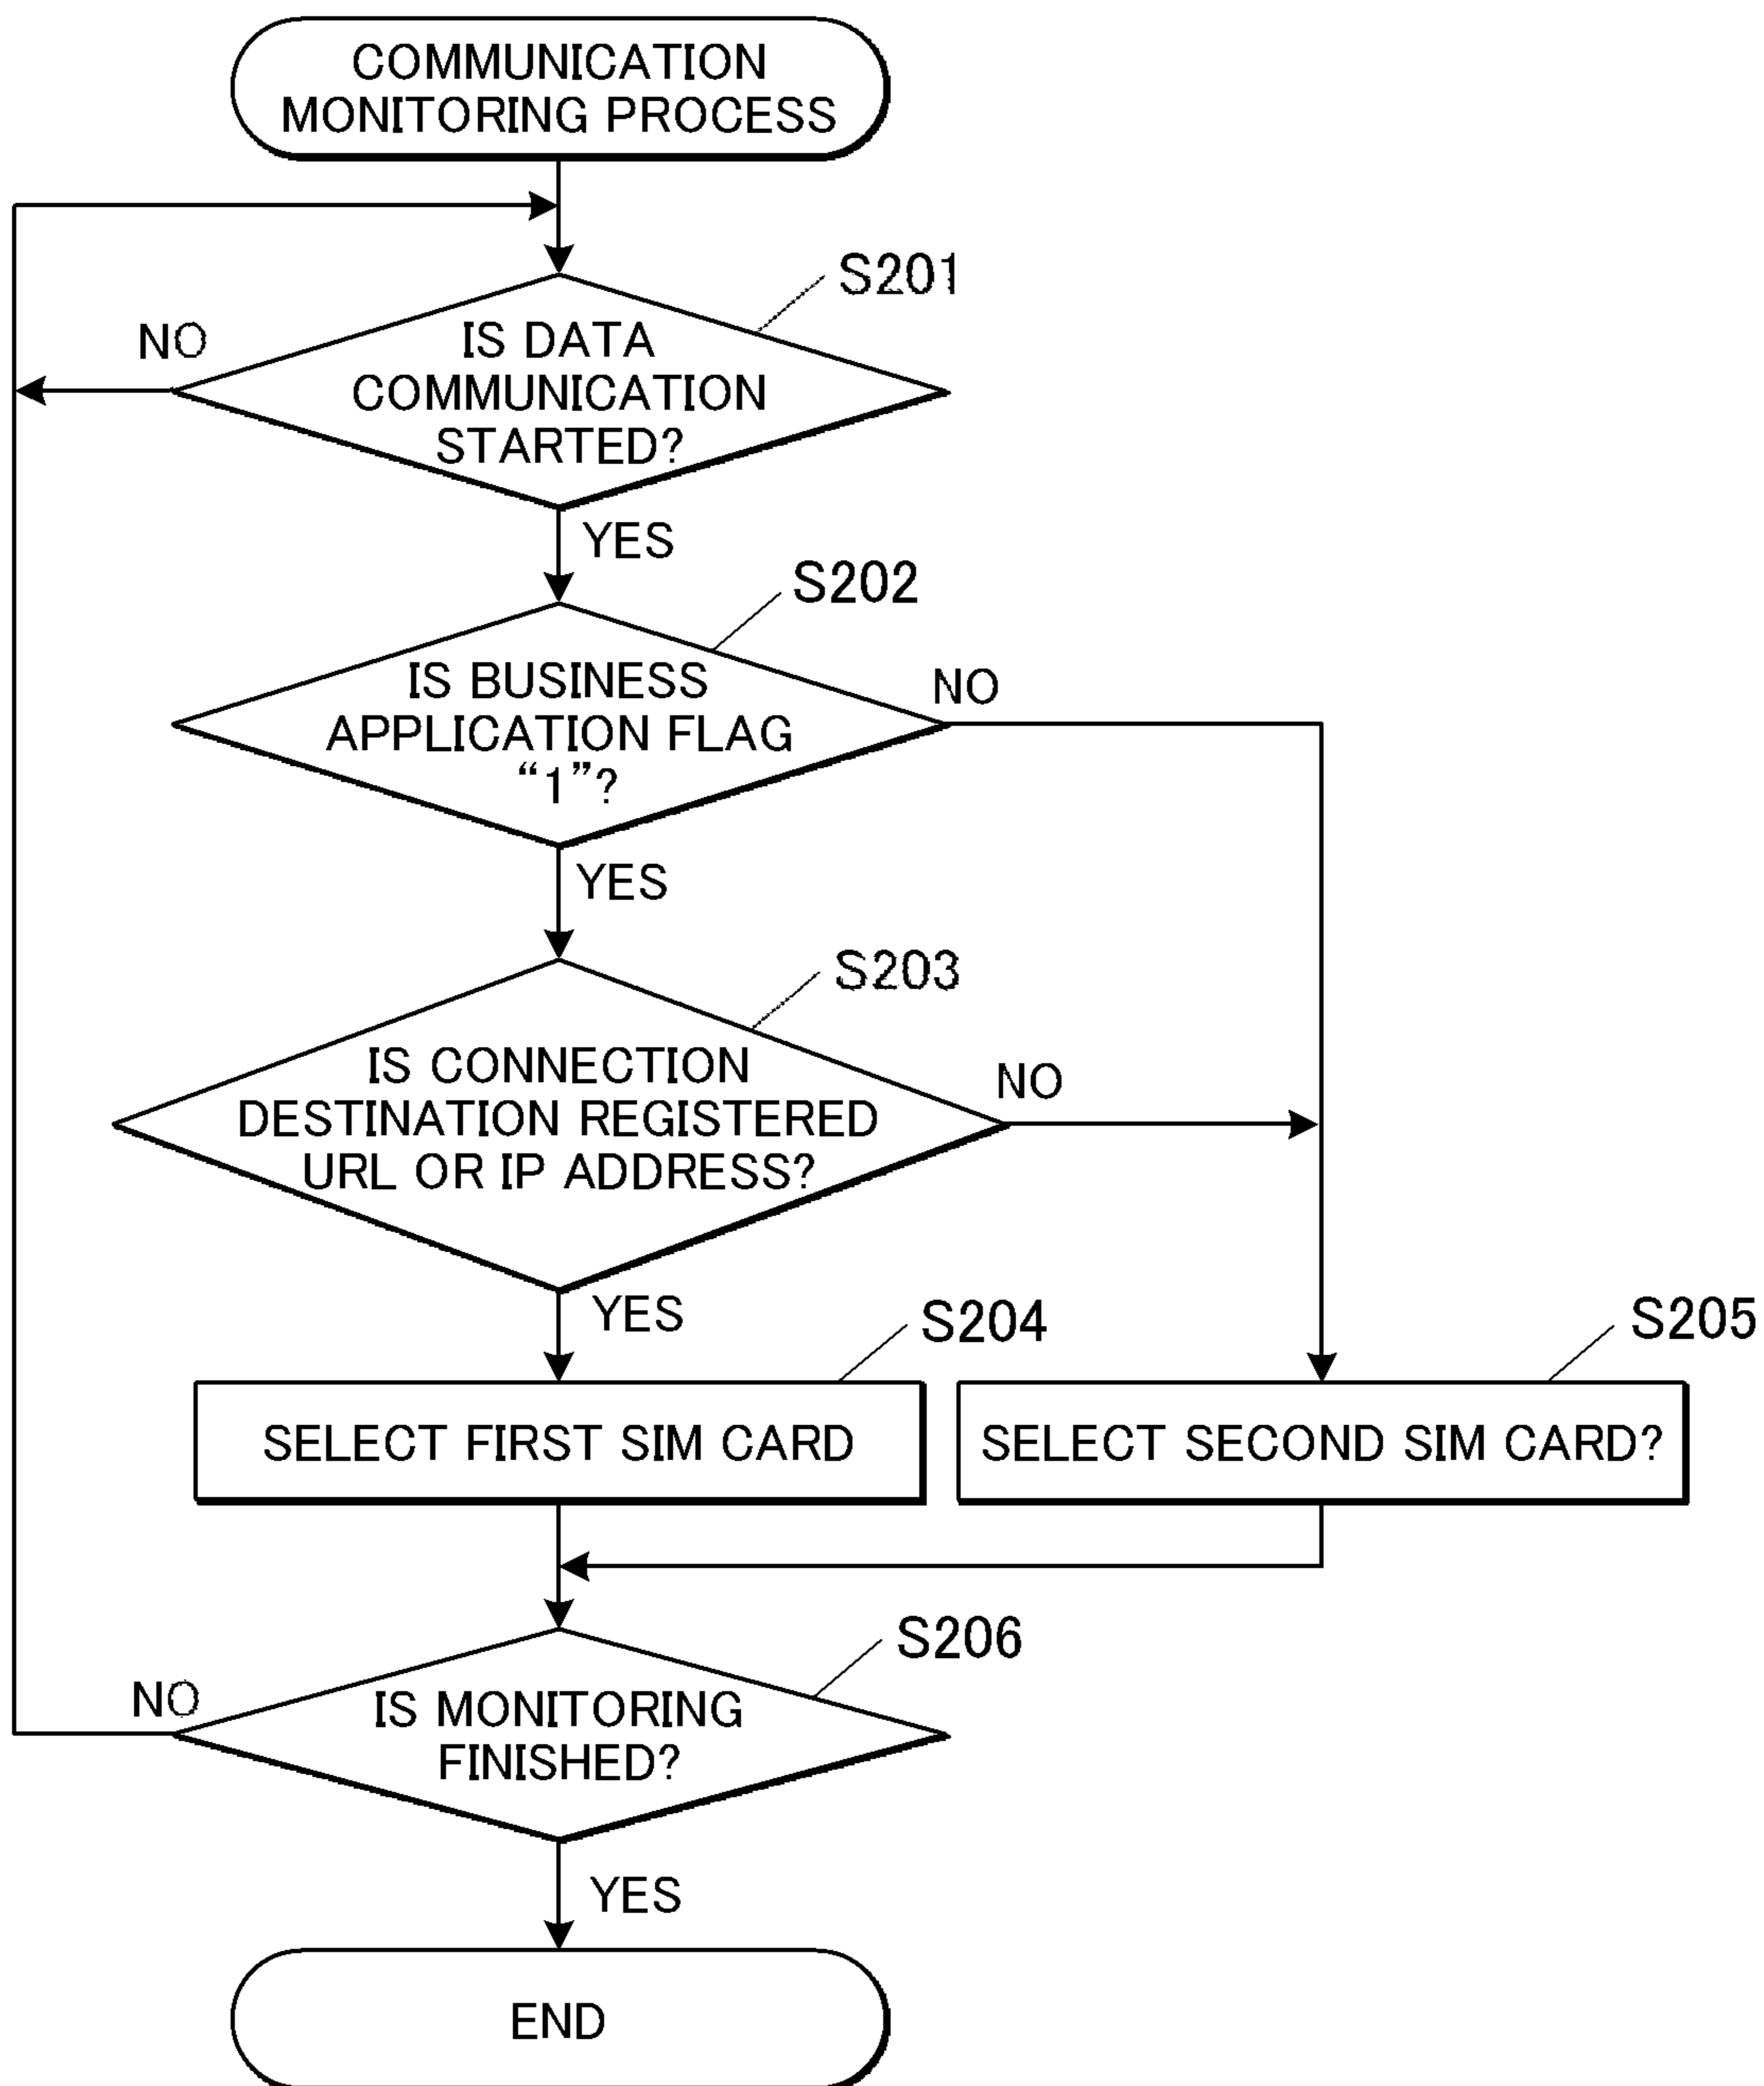 COMMUNICATION
MONITORING PROCESS
S201
NO
IS DATA
COMMUNICATION
STARTED?
YES
S202
IS BUSINESS
APPLICATION FLAG
“1”?
NO
YES
S203
IS CONNECTION
DESTINATION REGISTERED
URL OR IP ADDRESS?
NO
YES
S204
S205
SELECT FIRST SIM CARD
SELECT SECOND SIM CARD?
S206
NO
IS MONITORING
FINISHED?
YES
END